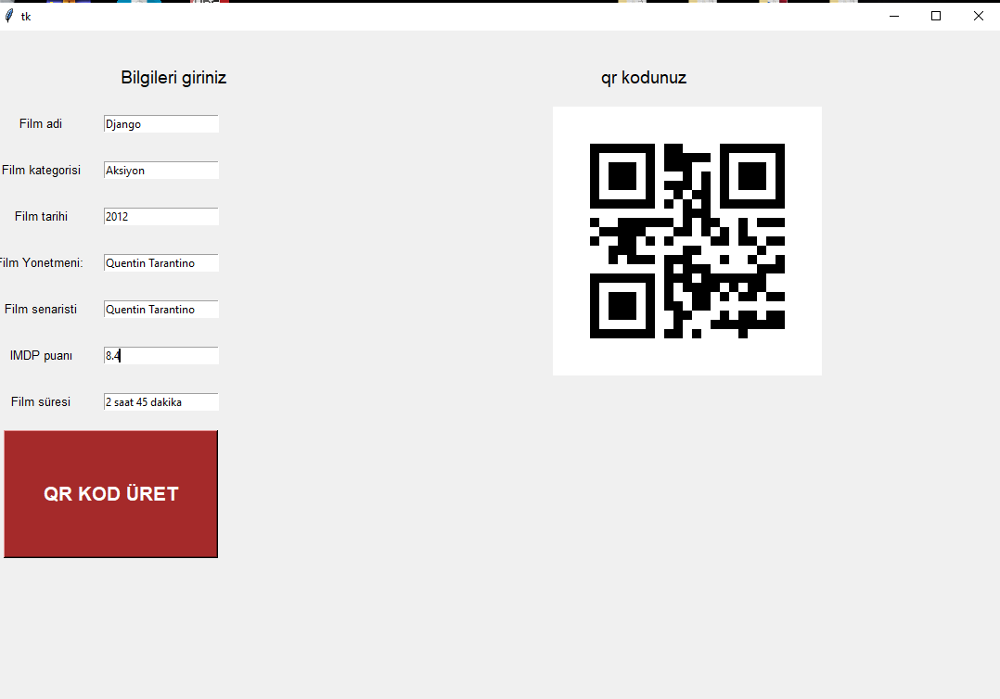 tk
Bilgileri giriniz
qr kodunuz
Film adi
Django
Film kategorisi
Aksiyon
Film tarihi
2012
Film Yonetmeni:
Quentin Tarantino
Film senaristi
Quentin Tarantino
IMDP puanı
8.4
Film süresi
2 saat 45 dakika
QR KOD ÜRET